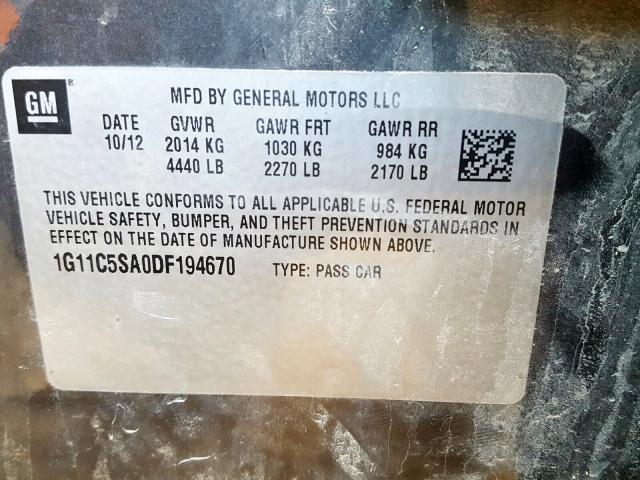 GM ®
MFD BY GENERAL MOTORS LLC
DATE GVWR GAWR FRT GAWR RR
10/12 2014 KG 1030 KG 984 KG
4440 LB 2270 LB 2170 LB
THIS VEHICLE CONFORMS TO ALL APPLICABLE U.S. FEDERAL MOTOR
VEHICLE SAFETY, BUMPER, AND THEFT PREVENTION STANDARDS IN
EFFECT ON THE DATE OF MANUFACTURE SHOWN ABOVE.
1G11C5SA0DF194670 TYPE: PASS CAR